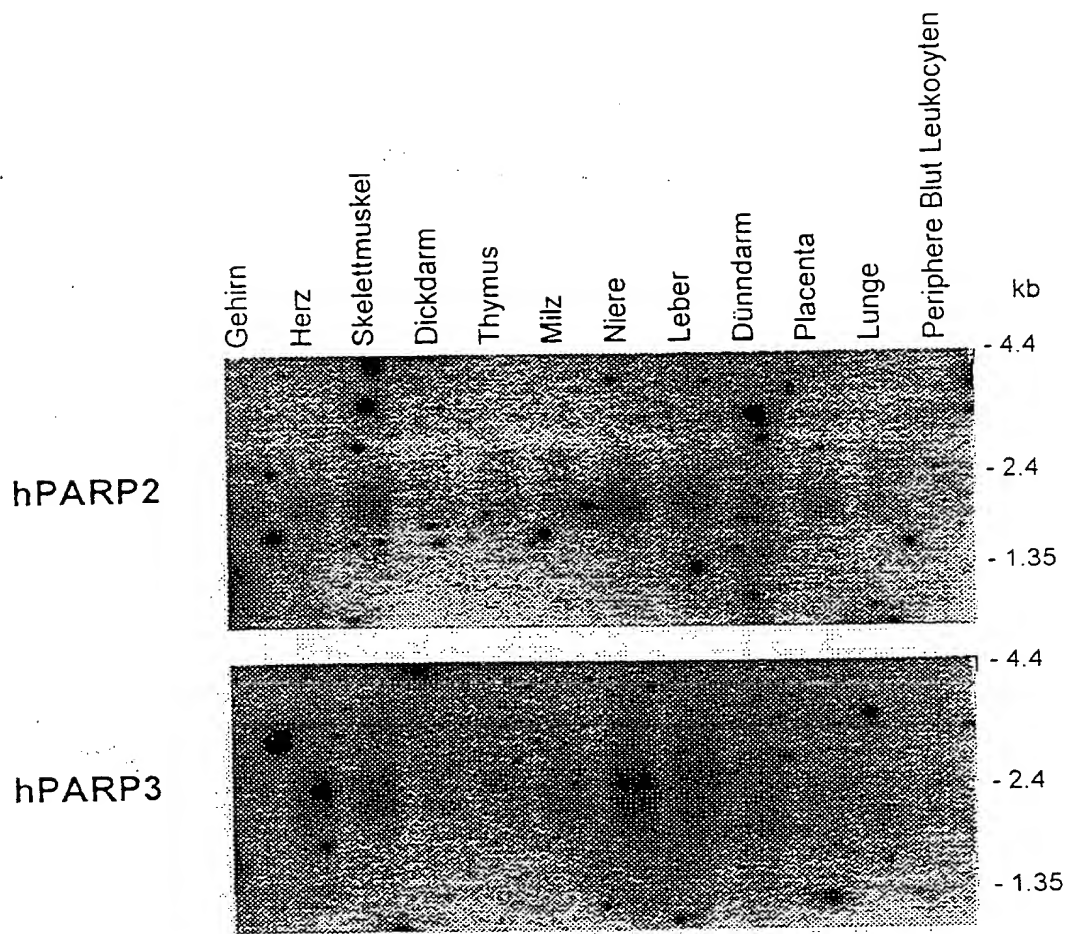 Gehirn
Herz
Skelettmuskel
Dickdarm
Thymus
Milz
Niere
Leber
Dünndarm
Placenta
Lunge
Periphere Blut Leukocyten
kb
- 4.4
- 2.4
hPARP2
- 1.35
- 4.4
- 2.4
hPARP3
- 1.35